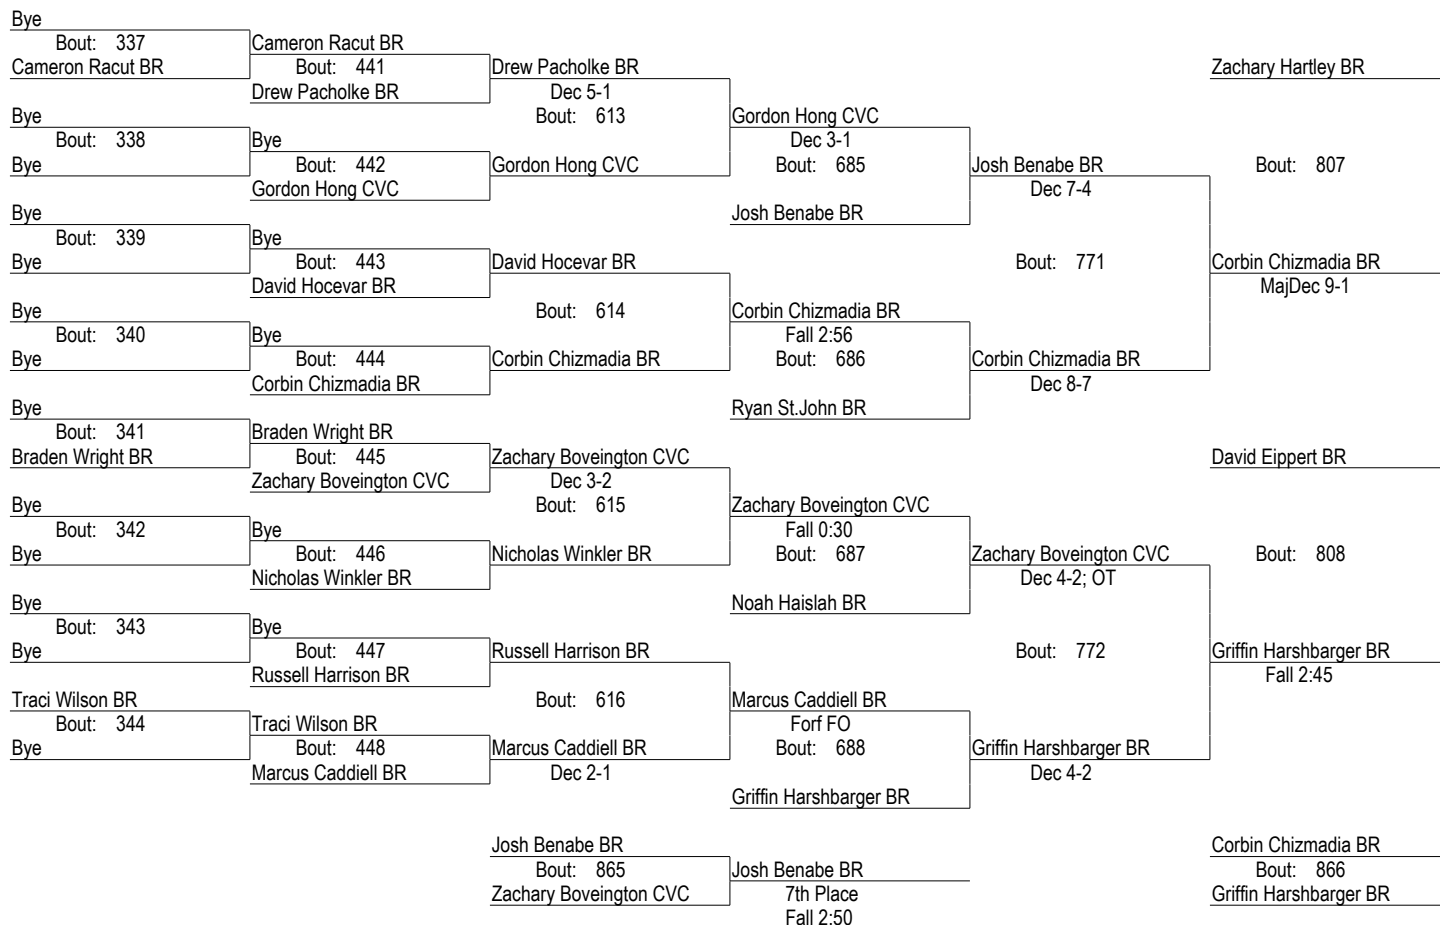 Bye
Bout: 337
Cameron Racut BR
Bye
Bout: 338
Bye
Bye
Bout: 339
Bye
Bye
Bout: 340
Bye
Bye
Bout: 341
Braden Wright BR
Bye
Bout: 342
Bye
Bye
Bout: 343
Bye
Traci Wilson BR
Bout: 344
Bye
Cameron Racut BR
Bout: 441
Drew Pacholke BR
Bye
Bout: 442
Gordon Hong CVC
Bye
Bout: 443
David Hocevar BR
Bye
Bout: 444
Corbin Chizmadia BR
Braden Wright BR
Bout: 445
Zachary Boveington CVC
Bye
Bout: 446
Nicholas Winkler BR
Bye
Bout: 447
Russell Harrison BR
Traci Wilson BR
Bout: 448
Marcus Caddiell BR
Drew Pacholke BR
Dec 5-1
Bout: 613
Gordon Hong CVC
David Hocevar BR
Bout: 614
Corbin Chizmadia BR
Zachary Boveington CVC
Dec 3-2
Bout: 615
Nicholas Winkler BR
Russell Harrison BR
Bout: 616
Marcus Caddiell BR
Dec 2-1
Gordon Hong CVC
Dec 3-1
Bout: 685
Josh Benabe BR
Corbin Chizmadia BR
Fall 2:56
Bout: 686
Ryan St.John BR
Zachary Boveington CVC
Fall 0:30
Bout: 687
Noah Haislah BR
Marcus Caddiell BR
Forf FO
Bout: 688
Griffin Harshbarger BR
Josh Benabe BR
Dec 7-4
Bout: 771
Corbin Chizmadia BR
Dec 8-7
Zachary Boveington CVC
Dec 4-2; OT
Bout: 772
Griffin Harshbarger BR
Dec 4-2
Zachary Hartley BR
Bout: 807
Corbin Chizmadia BR
MajDec 9-1
David Eippert BR
Bout: 808
Griffin Harshbarger BR
Fall 2:45
Josh Benabe BR
Bout: 865
Zachary Boveington CVC
Josh Benabe BR
7th Place
Fall 2:50
Corbin Chizmadia BR
Bout: 866
Griffin Harshbarger BR